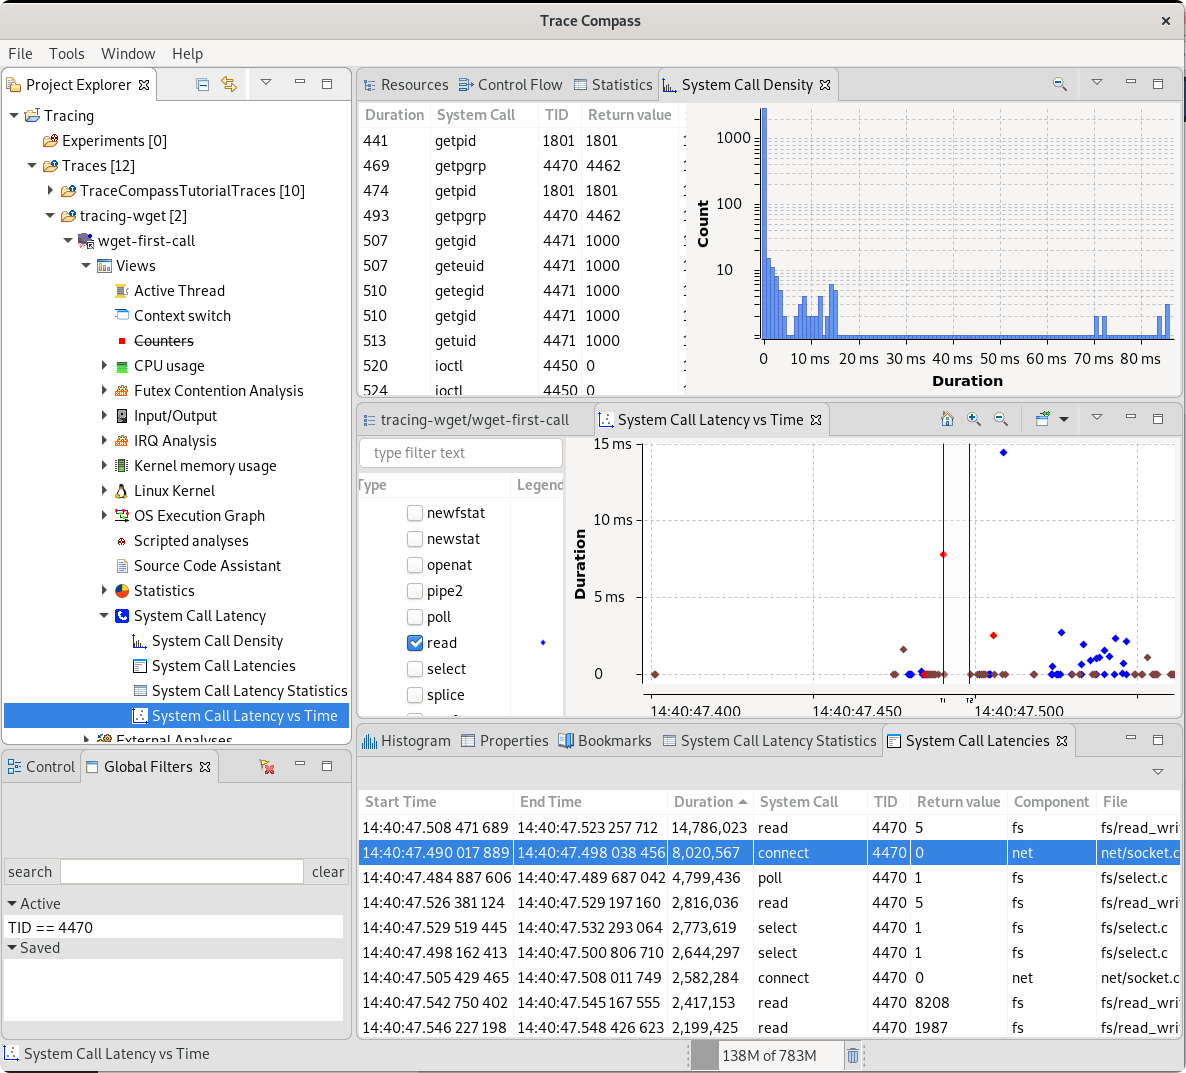 Trace Compass
File Tools Window Help
Project Explorer
Tracing
Experiments [0]
Traces [12]
TraceCompassTutorialTraces [10]
tracing-wget [2]
wget-first-call
Views
Active Thread
Context switch
Counters
CPU usage
Futex Contention Analysis
Input/Output
IRQ Analysis
Kernel memory usage
Linux Kernel
OS Execution Graph
Scripted analyses
Source Code Assistant
Statistics
System Call Latency
System Call Density
System Call Latencies
System Call Latency Statistics
System Call Latency vs Time
External Analyses
Control Global Filters
search clear
Active
TID == 4470
Saved
Resources Control Flow Statistics System Call Density
Duration System Call TID Return value
441 getpid 1801 1801
469 getpgrp 4470 4462
474 getpid 1801 1801
493 getpgrp 4470 4462
507 getgid 4471 1000
507 geteuid 4471 1000
510 getegid 4471 1000
510 getgid 4471 1000
513 getuid 4471 1000
520 ioctl 4450 0
524 ioctl 4450 0
Count
1000
100
10
0 10 ms 20 ms 30 ms 40 ms 50 ms 60 ms 70 ms 80 ms
Duration
tracing-wget/wget-first-call System Call Latency vs Time
type filter text
Type Legend
newfstat
newstat
openat
pipe2
poll
read
select
splice
Duration
15 ms
10 ms
5 ms
0
T1 T2
14:40:47.400 14:40:47.450 14:40:47.500
Histogram Properties Bookmarks System Call Latency Statistics System Call Latencies
Start Time End Time Duration System Call TID Return value Component File
14:40:47.508 471 689 14:40:47.523 257 712 14,786,023 read 4470 5 fs fs/read_wri
14:40:47.490 017 889 14:40:47.498 038 456 8,020,567 connect 4470 0 net net/socket.c
14:40:47.484 887 606 14:40:47.489 687 042 4,799,436 poll 4470 1 fs fs/select.c
14:40:47.526 381 124 14:40:47.529 197 160 2,816,036 read 4470 5 fs fs/read_wri
14:40:47.529 519 445 14:40:47.532 293 064 2,773,619 select 4470 1 fs fs/select.c
14:40:47.498 162 413 14:40:47.500 806 710 2,644,297 select 4470 1 fs fs/select.c
14:40:47.505 429 465 14:40:47.508 011 749 2,582,284 connect 4470 0 net net/socket.c
14:40:47.542 750 402 14:40:47.545 167 555 2,417,153 read 4470 8208 fs fs/read_wri
14:40:47.546 227 198 14:40:47.548 426 623 2,199,425 read 4470 1987 fs fs/read_wri
System Call Latency vs Time 138M of 783M